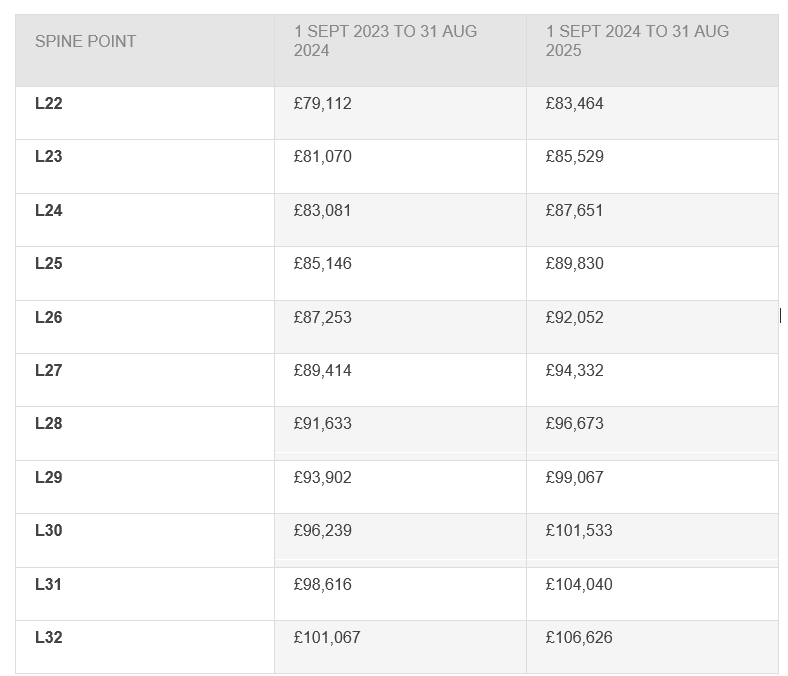 SPINE POINT 1 SEPT 2023 TO 31 AUG 2024 1 SEPT 2024 TO 31 AUG 2025
L22 £79,112 £83,464
L23 £81,070 £85,529
L24 £83,081 £87,651
L25 £85,146 £89,830
L26 £87,253 £92,052
L27 £89,414 £94,332
L28 £91,633 £96,673
L29 £93,902 £99,067
L30 £96,239 £101,533
L31 £98,616 £104,040
L32 £101,067 £106,626